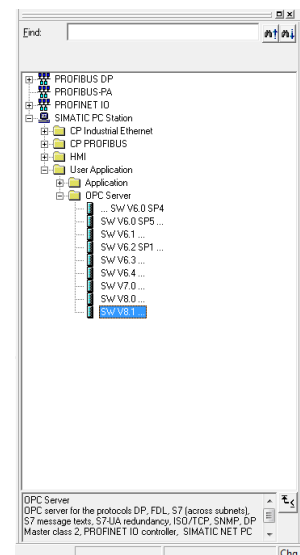 Find:
PROFIBUS DP
PROFIBUS-PA
PROFINET IO
SIMATIC PC Station
CP Industrial Ethernet
CP PROFIBUS
HMI
User Application
Application
OPC Server
... SW V6.0 SP4
SW V6.0 SP5 ...
SW V6.1 ...
SW V6.2 SP1 ...
SW V6.3 ...
SW V6.4 ...
SW V7.0 ...
SW V8.0 ...
SW V8.1 ...
OPC Server
OPC server for the protocols DP, FDL, S7 (across subnets),
S7 message texts, S7-UA redundancy, ISO/TCP, SNMP, DP
Master class 2, PROFINET IO controller, SIMATIC NET PC
Chg